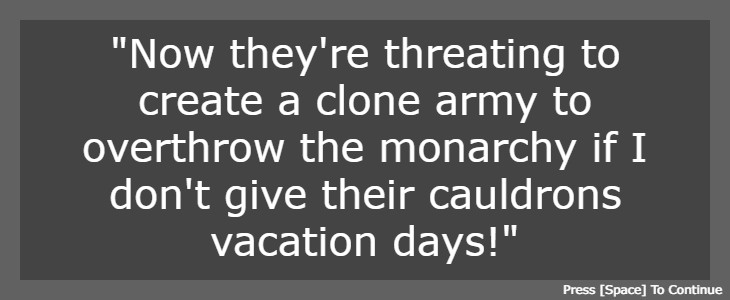 "Now they're threating to
create a clone army to
overthrow the monarchy if I
don't give their cauldrons
vacation days!"
Press [Space] To Continue